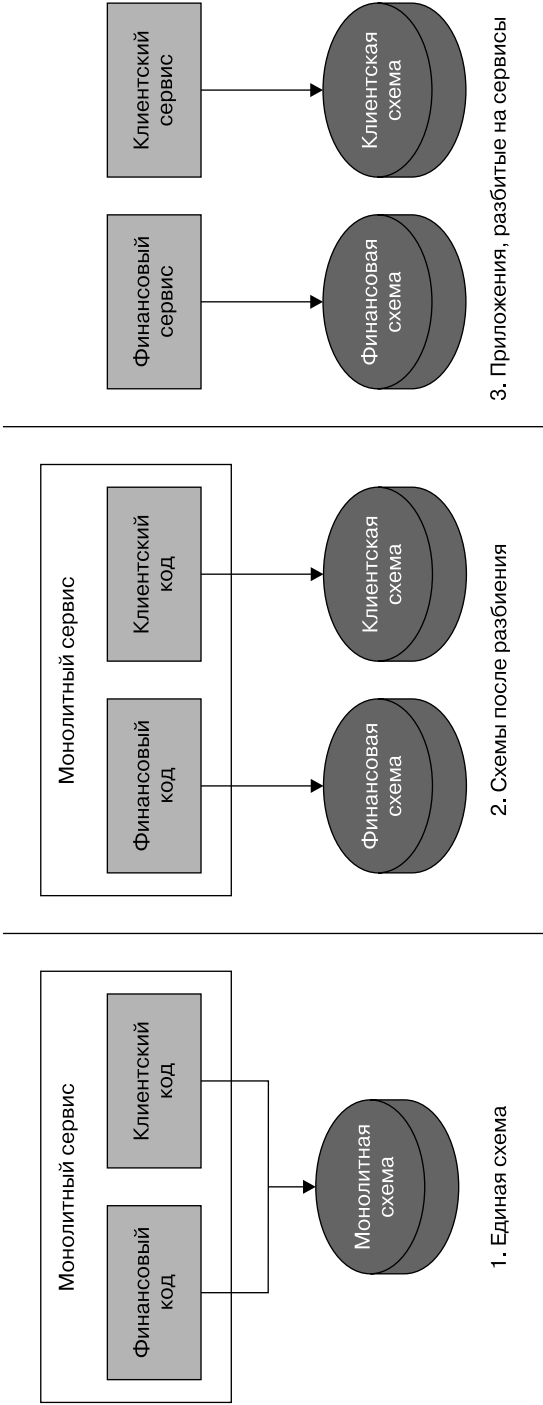 Монолитный сервис
Финансовый
код
Клиентский
код
Монолитная
схема
1. Единая схема
Монолитный сервис
Финансовый
код
Клиентский
код
Финансовая
схема
Клиентская
схема
2. Схемы после разбиения
Финансовый
сервис
Клиентский
сервис
Финансовая
схема
Клиентская
схема
3. Приложения, разбитые на сервисы